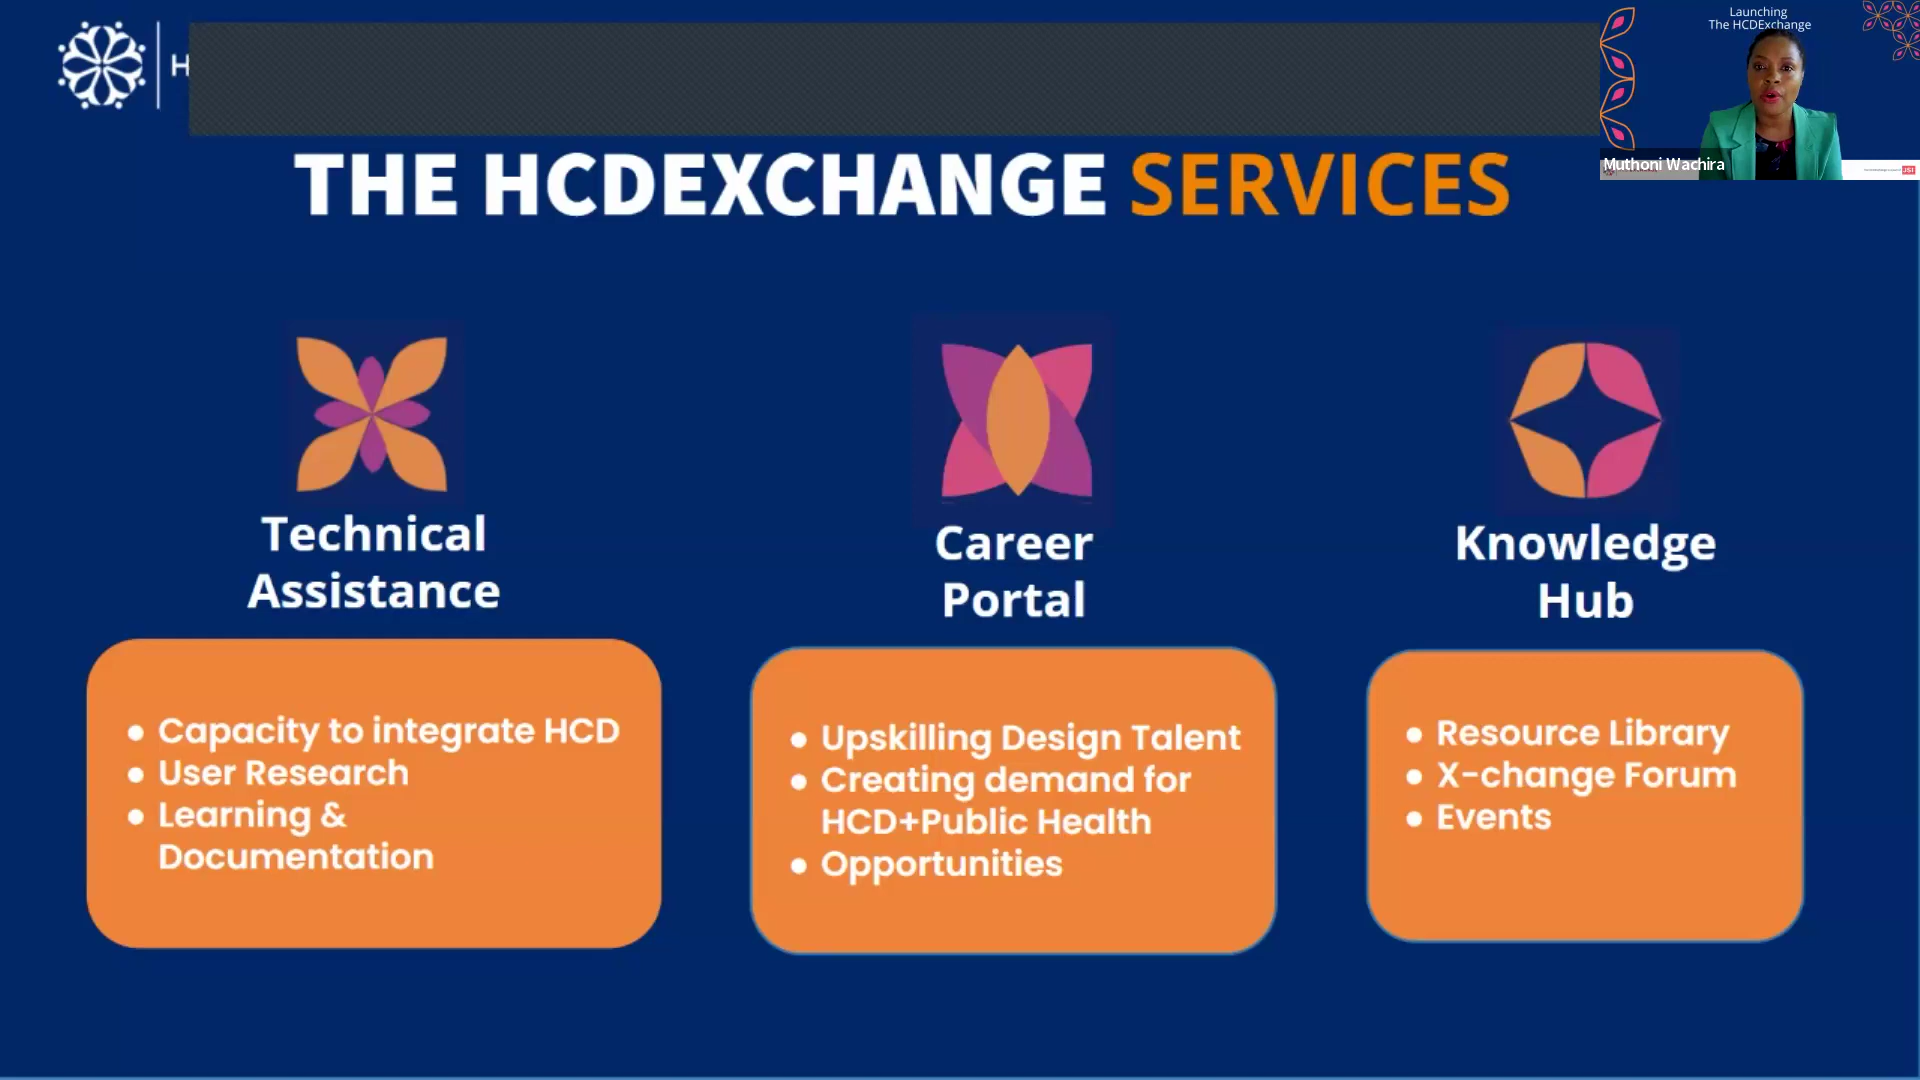 H
Launching
The HCDExchange
Muthoni Wachira
JSI
THE HCDEXCHANGE SERVICES
Technical
Assistance
● Capacity to integrate HCD
● User Research
● Learning &
Documentation
Career
Portal
● Upskilling Design Talent
● Creating demand for
HCD+Public Health
● Opportunities
Knowledge
Hub
● Resource Library
● X-change Forum
● Events